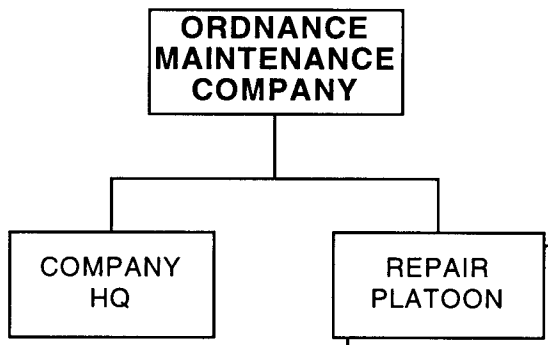 ORDNANCE
MAINTENANCE
COMPANY
COMPANY
HQ
REPAIR
PLATOON